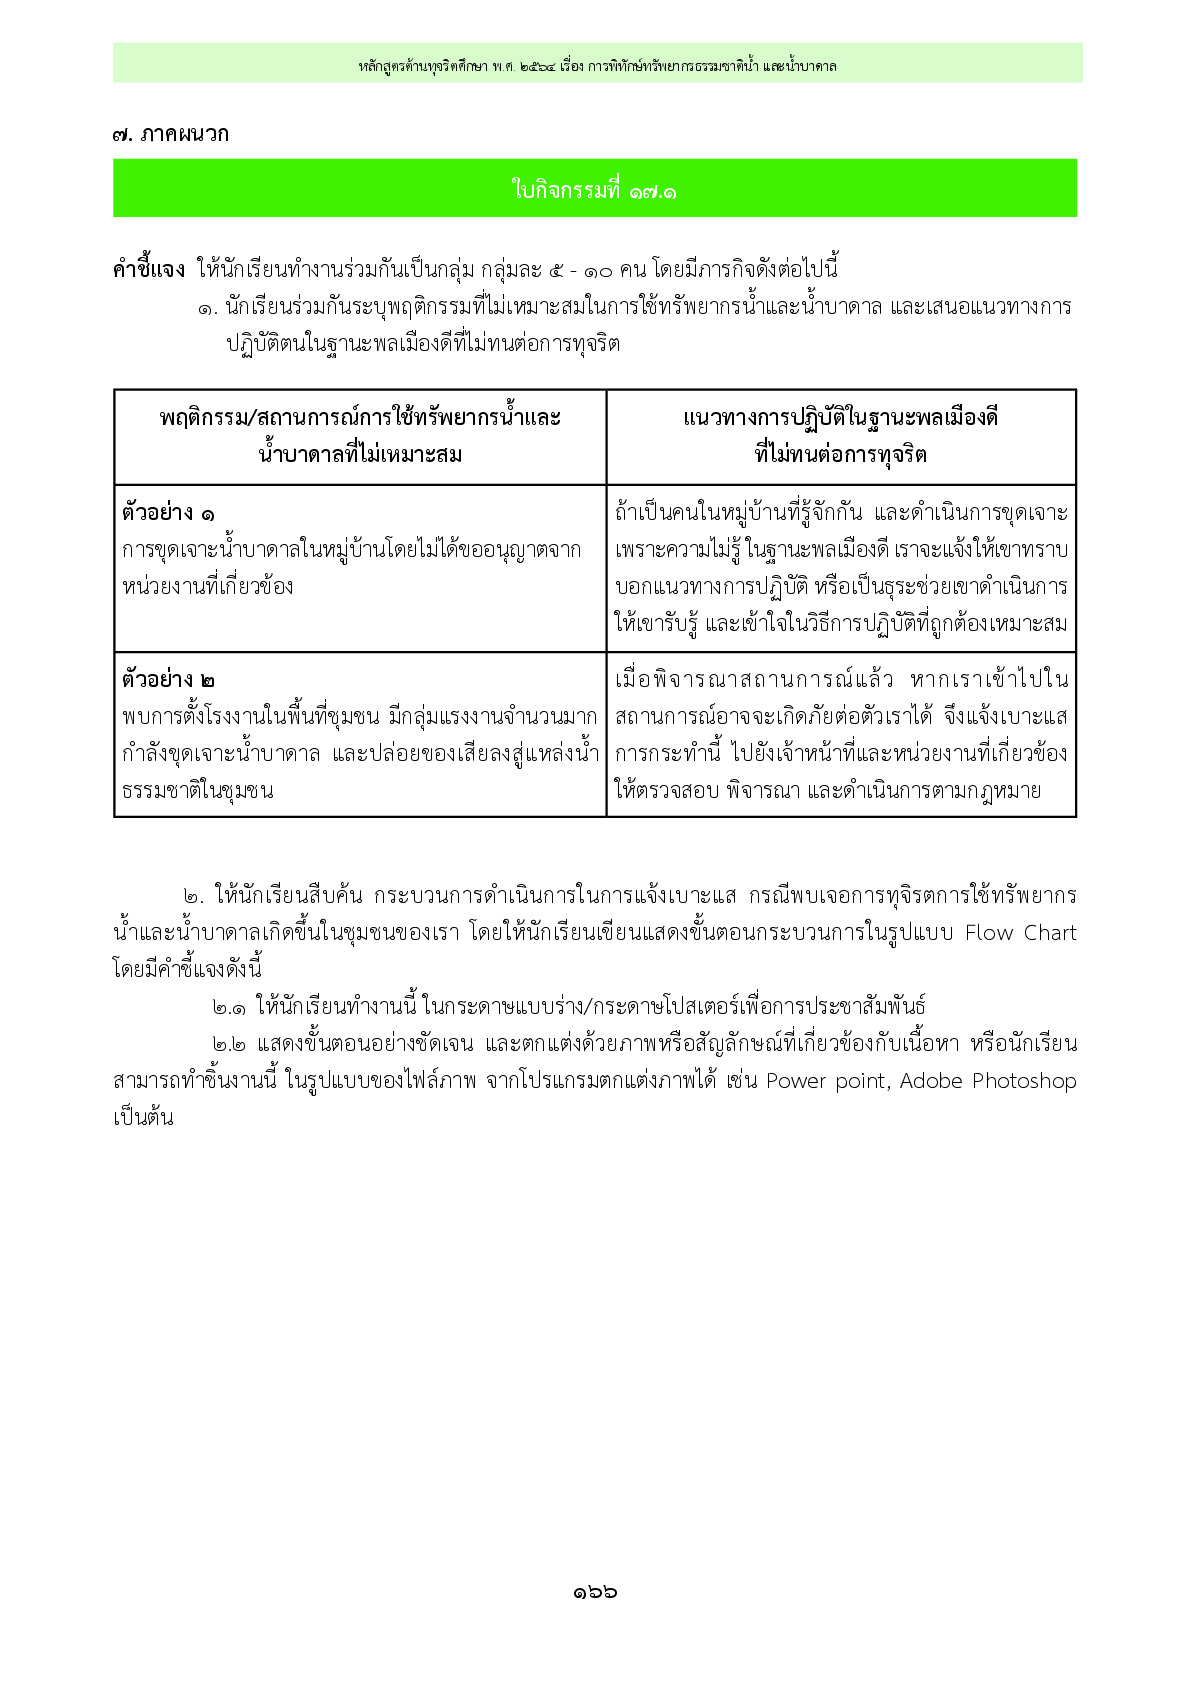 หลักสูตรต้านทุจริตศึกษา พ.ศ. ๒๕๖๔ เรื่อง การพิทักษ์ทรัพยากรธรรมชาติน้ำ และน้ำบาดาล
๗. ภาคผนวก
ใบกิจกรรมที่ ๑๗.๑
คำชี้แจง ให้นักเรียนทำงานร่วมกันเป็นกลุ่ม กลุ่มละ ๕ - ๑๐ คน โดยมีภารกิจดังต่อไปนี้
๑. นักเรียนร่วมกันระบุพฤติกรรมที่ไม่เหมาะสมในการใช้ทรัพยากรน้ำและน้ำบาดาล และเสนอแนวทางการ
ปฏิบัติตนในฐานะพลเมืองดีที่ไม่ทนต่อการทุจริต
พฤติกรรม/สถานการณ์การใช้ทรัพยากรน้ำและ
น้ำบาดาลที่ไม่เหมาะสม
แนวทางการปฏิบัติในฐานะพลเมืองดี
ที่ไม่ทนต่อการทุจริต
ตัวอย่าง ๑
การขุดเจาะน้ำบาดาลในหมู่บ้านโดยไม่ได้ขออนุญาตจาก
หน่วยงานที่เกี่ยวข้อง
ถ้าเป็นคนในหมู่บ้านที่รู้จักกัน และดำเนินการขุดเจาะ
เพราะความไม่รู้ ในฐานะพลเมืองดี เราจะแจ้งให้เขาทราบ
บอกแนวทางการปฏิบัติ หรือเป็นธุระช่วยเขาดำเนินการ
ให้เขารับรู้ และเข้าใจในวิธีการปฏิบัติที่ถูกต้องเหมาะสม
ตัวอย่าง ๒
พบการตั้งโรงงานในพื้นที่ชุมชน มีกลุ่มแรงงานจำนวนมาก
กำลังขุดเจาะน้ำบาดาล และปล่อยของเสียลงสู่แหล่งน้ำ
ธรรมชาติในชุมชน
เมื่อพิจารณาสถานการณ์แล้ว หากเราเข้าไปใน
สถานการณ์อาจจะเกิดภัยต่อตัวเราได้ จึงแจ้งเบาะแส
การกระทำนี้ ไปยังเจ้าหน้าที่และหน่วยงานที่เกี่ยวข้อง
ให้ตรวจสอบ พิจารณา และดำเนินการตามกฎหมาย
๒. ให้นักเรียนสืบค้น กระบวนการดำเนินการในการแจ้งเบาะแส กรณีพบเจอการทุจิรตการใช้ทรัพยากร
น้ำและน้ำบาดาลเกิดขึ้นในชุมชนของเรา โดยให้นักเรียนเขียนแสดงขั้นตอนกระบวนการในรูปแบบ Flow Chart
โดยมีคำชี้แจงดังนี้
๒.๑ ให้นักเรียนทำงานนี้ ในกระดาษแบบร่าง/กระดาษโปสเตอร์เพื่อการประชาสัมพันธ์
๒.๒ แสดงขั้นตอนอย่างชัดเจน และตกแต่งด้วยภาพหรือสัญลักษณ์ที่เกี่ยวข้องกับเนื้อหา หรือนักเรียน
สามารถทำชิ้นงานนี้ ในรูปแบบของไฟล์ภาพ จากโปรแกรมตกแต่งภาพได้ เช่น Power point, Adobe Photoshop
เป็นต้น
๑๖๖